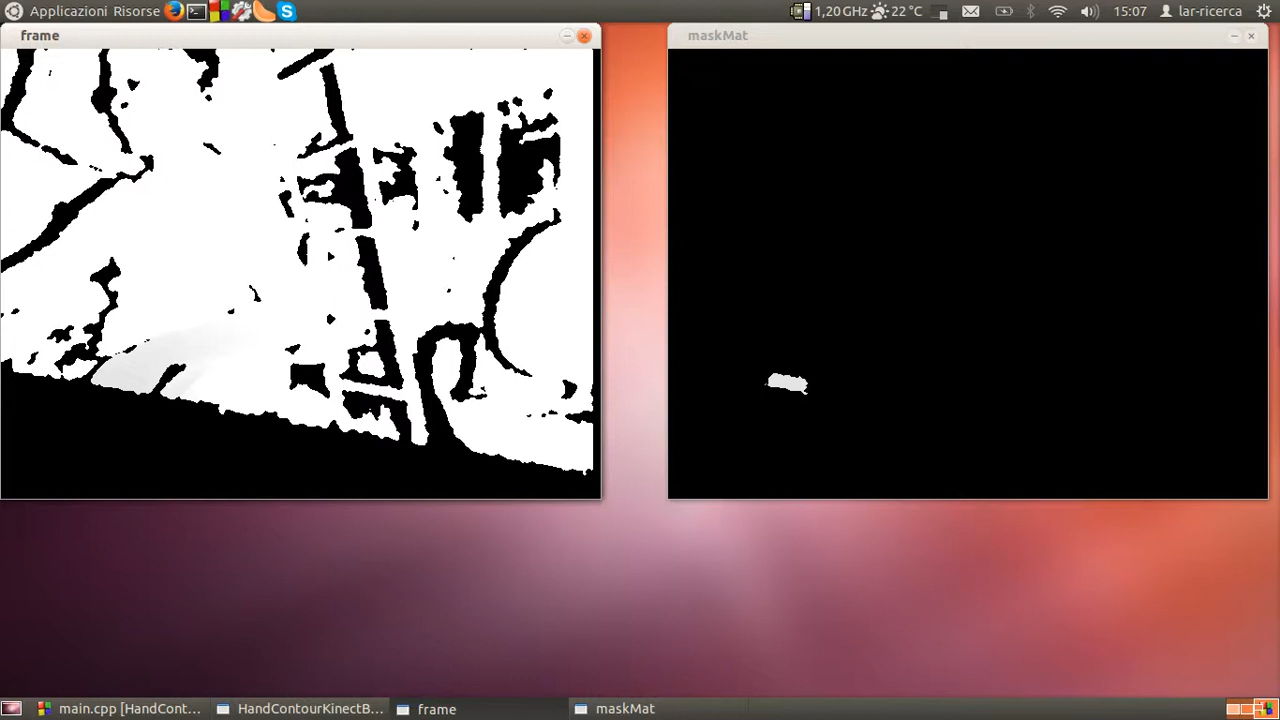 Applicazioni Risorse 1,20 GHz 22 °C 15:07 lar-ricerca
frame
maskMat
main.cpp [HandCont... HandContourKinectB... frame maskMat